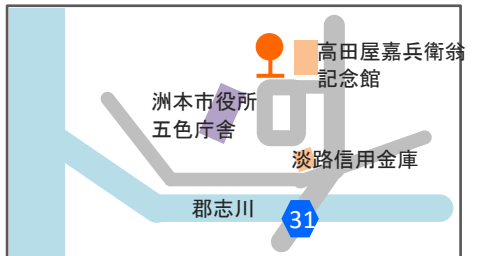 高田屋嘉兵衛翁
記念館
洲本市役所
五色庁舎
淡路信用金庫
郡志川
31